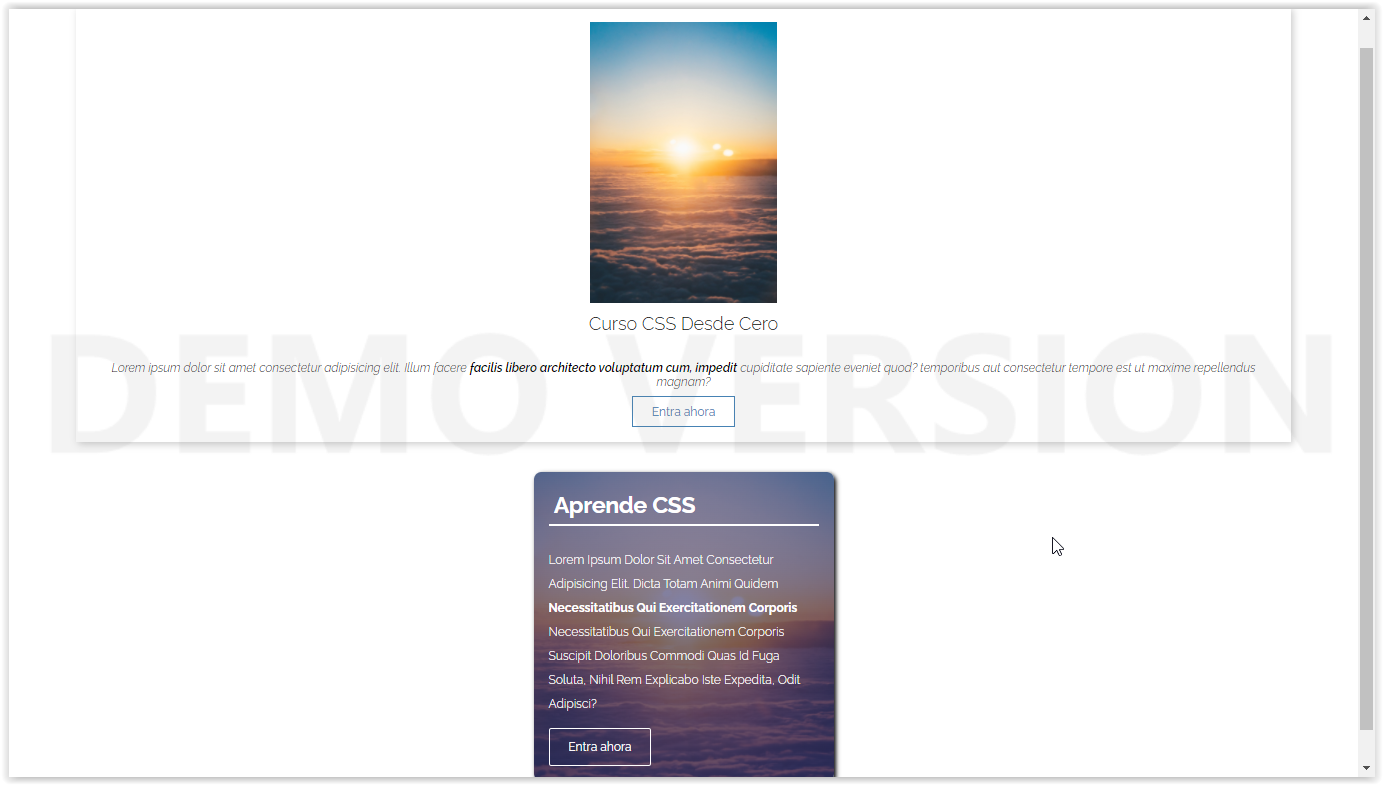 Curso CSS Desde Cero
Lorem ipsum dolor sit amet consectetur adipisicing elit. Illum facere facilis libero architecto voluptatum cum, impedit cupiditate sapiente eveniet quod? temporibus aut consectetur tempore est ut maxime repellendus
magnam?
DEMO VERSION
Entra ahora
Aprende CSS
Lorem Ipsum Dolor Sit Amet Consectetur
Adipisicing Elit. Dicta Totam Animi Quidem
Necessitatibus Qui Exercitationem Corporis
Necessitatibus Qui Exercitationem Corporis
Suscipit Doloribus Commodi Quas Id Fuga
Soluta, Nihil Rem Explicabo Iste Expedita, Odit
Adipisci?
Entra ahora